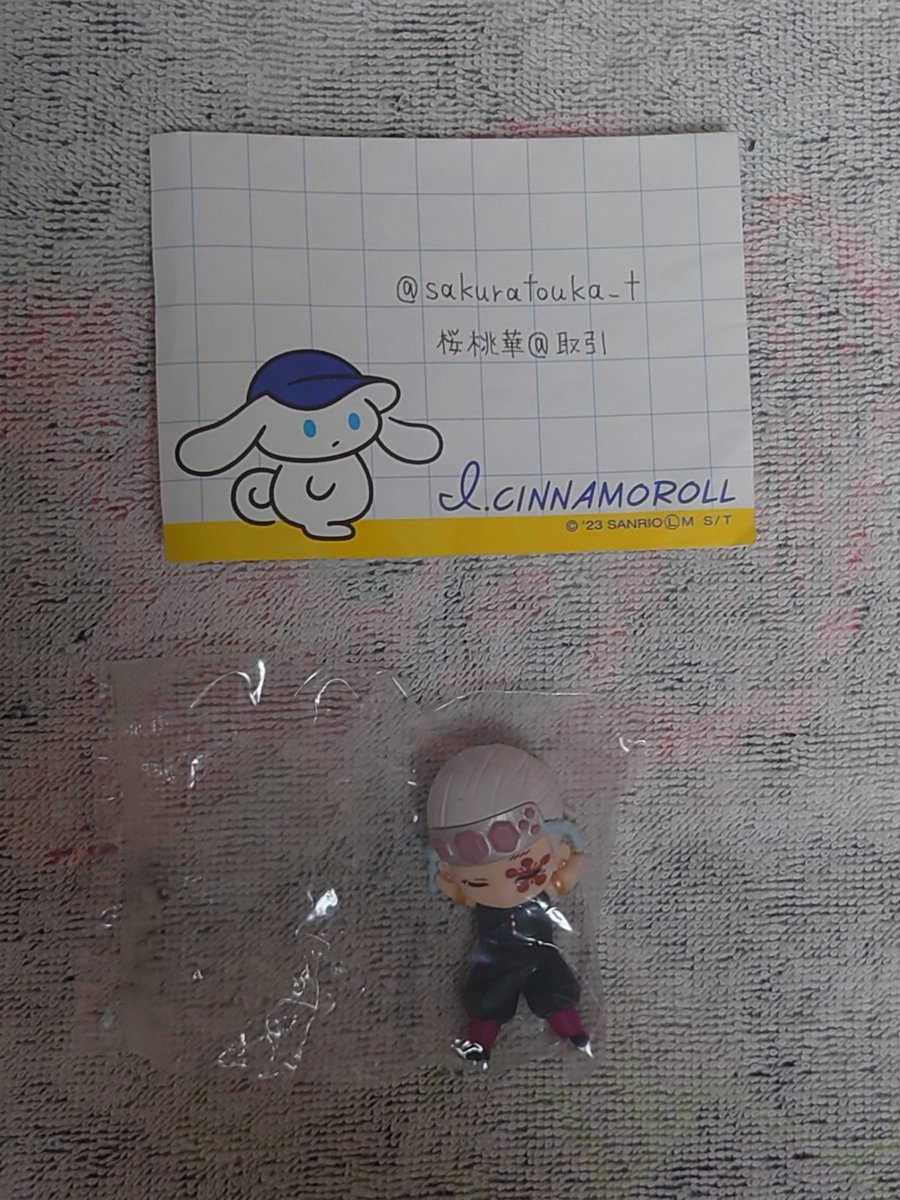 @sakuratouka_t
桜桃華@取引
I.CINNAMOROLL
© '23 SANRIO Ⓛ M S/T